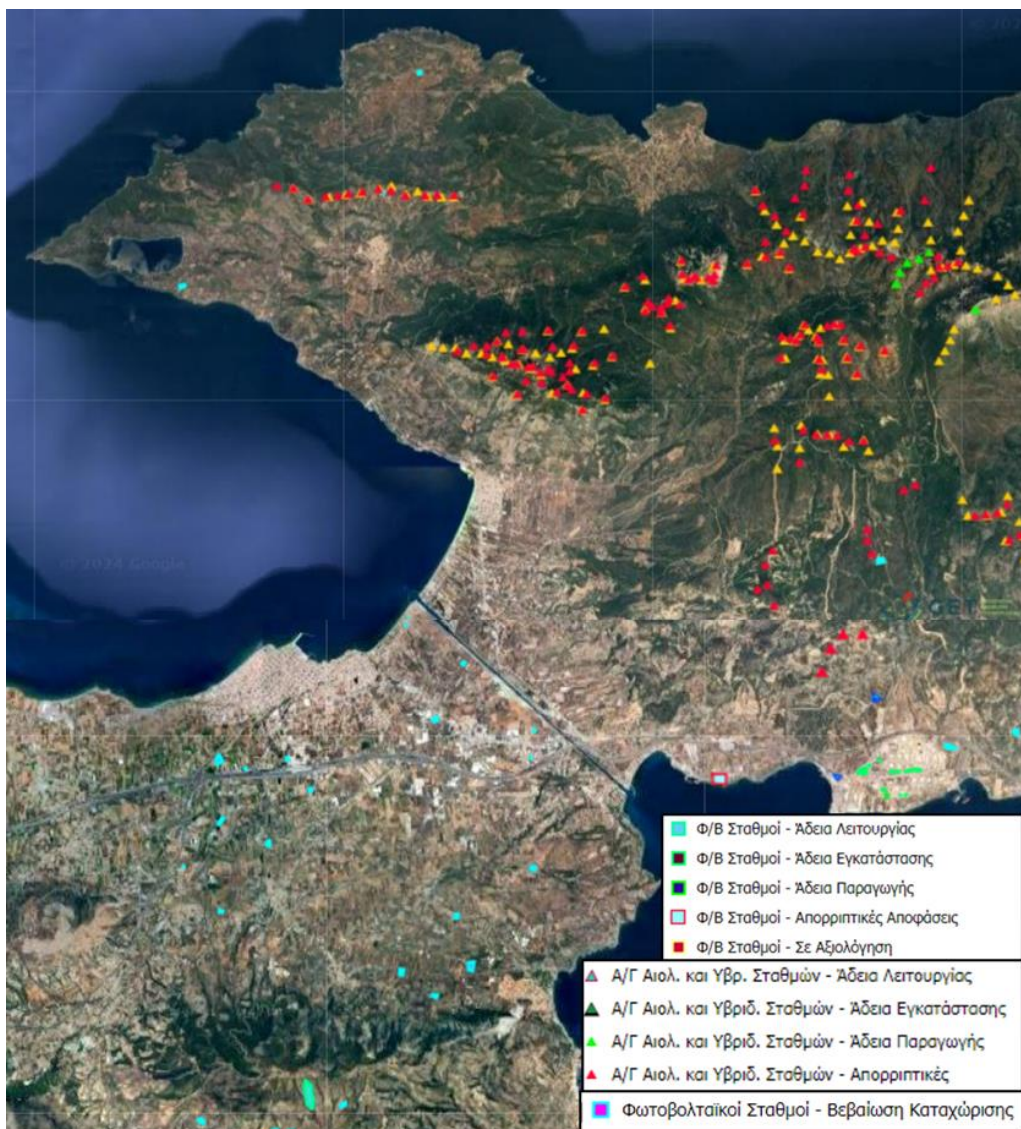 © 2024 Google
Φ/Β Σταθμοί - Άδεια Λειτουργίας
Φ/Β Σταθμοί - Άδεια Εγκατάστασης
Φ/Β Σταθμοί - Άδεια Παραγωγής
Φ/Β Σταθμοί - Απορριπτικές Αποφάσεις
Φ/Β Σταθμοί - Σε Αξιολόγηση
Α/Γ Αιολ. και Υβρ. Σταθμών - Άδεια Λειτουργίας
Α/Γ Αιολ. και Υβριδ. Σταθμών - Άδεια Εγκατάστασης
Α/Γ Αιολ. και Υβριδ. Σταθμών - Άδεια Παραγωγής
Α/Γ Αιολ. και Υβριδ. Σταθμών - Απορριπτικές
Φωτοβολταϊκοί Σταθμοί - Βεβαίωση Καταχώρισης